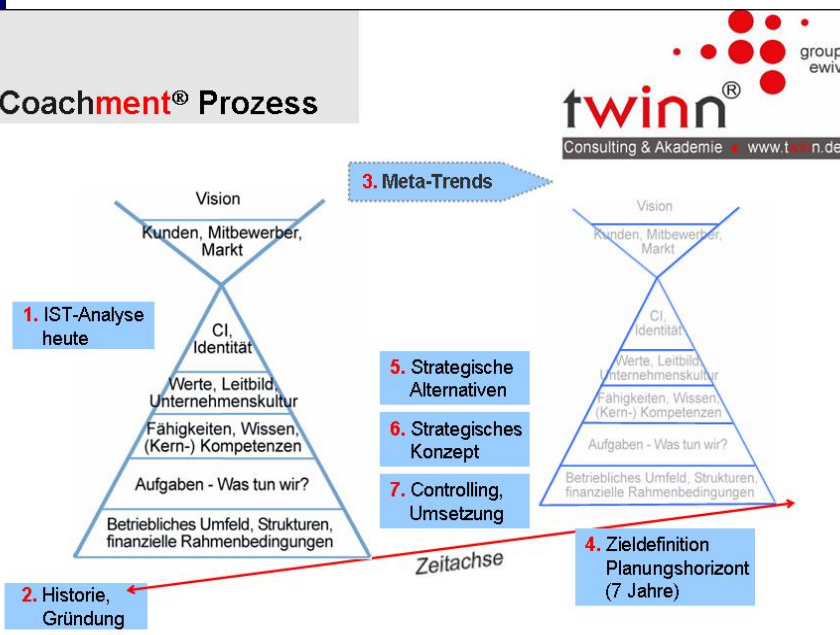 Coachment® Prozess
group
ewiv
twinn®
Consulting & Akademie • www.twinn.de
3. Meta-Trends
Vision
Kunden, Mitbewerber,
Markt
1. IST-Analyse
heute
CI,
Identität
Werte, Leitbild,
Unternehmenskultur
Fähigkeiten, Wissen,
(Kern-) Kompetenzen
Aufgaben - Was tun wir?
Betriebliches Umfeld, Strukturen,
finanzielle Rahmenbedingungen
2. Historie,
Gründung
5. Strategische
Alternativen
6. Strategisches
Konzept
7. Controlling,
Umsetzung
Zeitachse
Vision
Kunden, Mitbewerber,
Markt
CI,
Identität
Werte, Leitbild,
Unternehmenskultur
Fähigkeiten, Wissen,
(Kern-) Kompetenzen
Aufgaben - Was tun wir?
Betriebliches Umfeld, Strukturen,
finanzielle Rahmenbedingungen
4. Zieldefinition
Planungshorizont
(7 Jahre)